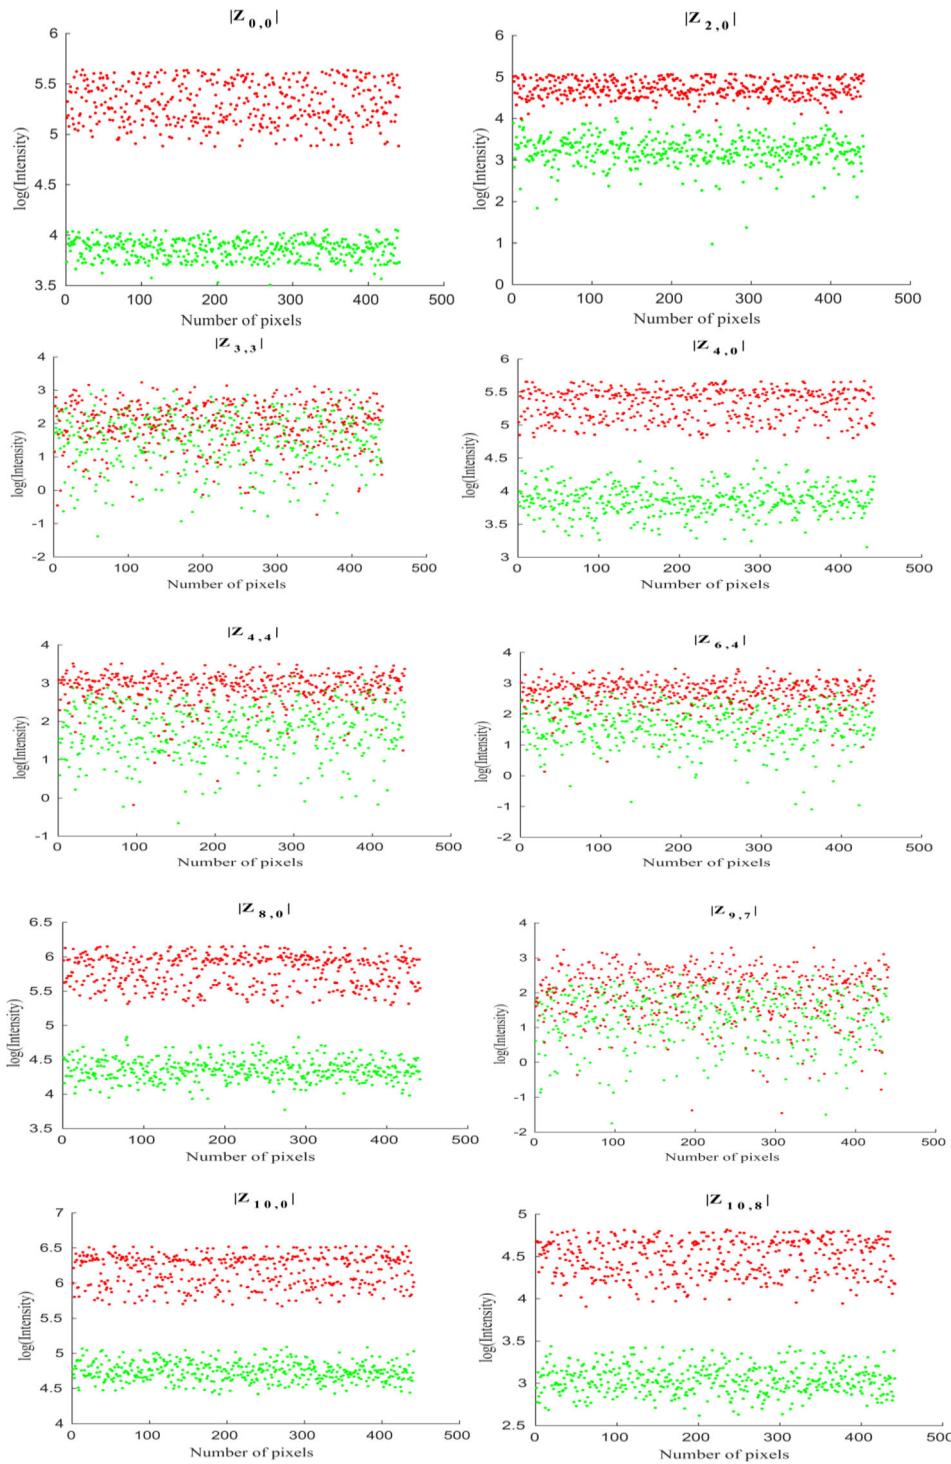 |Z 0,0|
6
5.5
5
4.5
4
3.5
log(Intensity)
0 100 200 300 400 500
Number of pixels
|Z 2,0|
6
5
4
3
2
1
0
log(Intensity)
0 100 200 300 400 500
Number of pixels
|Z 3,3|
4
3
2
1
0
-1
-2
log(Intensity)
0 100 200 300 400 500
Number of pixels
|Z 4,0|
6
5.5
5
4.5
4
3.5
3
log(Intensity)
0 100 200 300 400 500
Number of pixels
|Z 4,4|
4
3
2
1
0
-1
log(Intensity)
0 100 200 300 400 500
Number of pixels
|Z 6,4|
4
3
2
1
0
-1
-2
log(Intensity)
0 100 200 300 400 500
Number of pixels
|Z 8,0|
6.5
6
5.5
5
4.5
4
3.5
log(Intensity)
0 100 200 300 400 500
Number of pixels
|Z 9,7|
4
3
2
1
0
-1
-2
log(Intensity)
0 100 200 300 400 500
Number of pixels
|Z 10,0|
7
6.5
6
5.5
5
4.5
4
log(Intensity)
0 100 200 300 400 500
Number of pixels
|Z 10,8|
5
4.5
4
3.5
3
2.5
log(Intensity)
0 100 200 300 400 500
Number of pixels